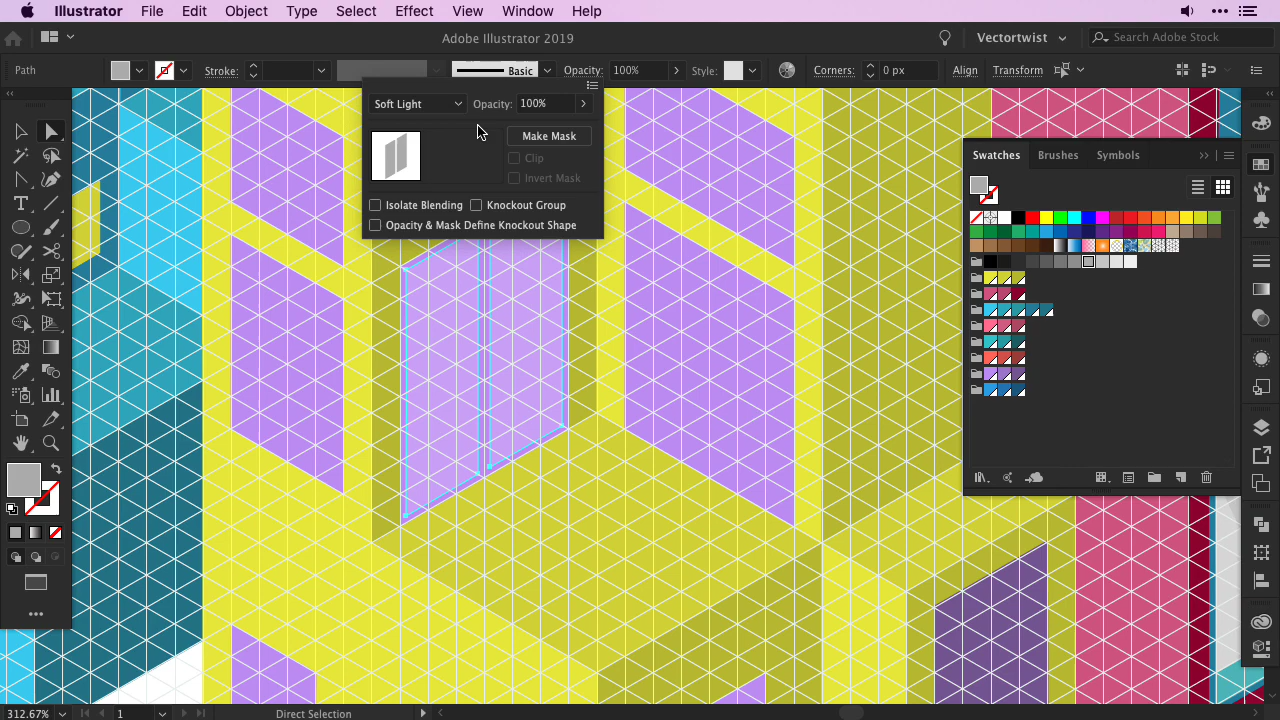 Illustrator File Edit Object Type Select Effect View Window Help
Adobe Illustrator 2019
Vectortwist
Search Adobe Stock
Path
Stroke:
Basic
Opacity: 100%
Style:
Corners: 0 px
Align
Transform
Soft Light
Opacity: 100%
Make Mask
Clip
Invert Mask
Isolate Blending
Knockout Group
Opacity & Mask Define Knockout Shape
Swatches Brushes Symbols
312.67%
1
Direct Selection